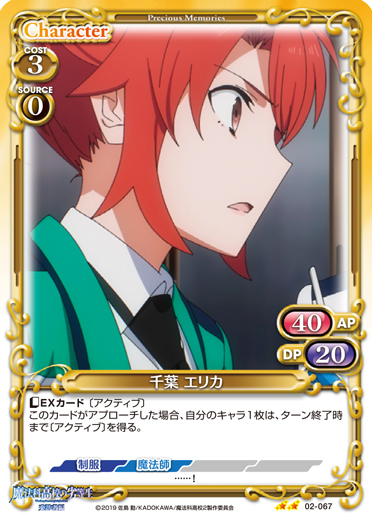 Precious Memories
Character
COST
3
SOURCE
0
40 AP
DP 20
千葉 エリカ
EXカード〔アクティブ〕
このカードがアプローチした場合、自分のキャラ1枚は、ターン終了時
まで〔アクティブ〕を得る。
制服 魔法師
……!
魔法科高校の劣等生
来訪者編
02-067
©2019 佐島 勤/KADOKAWA/魔法科高校2製作委員会